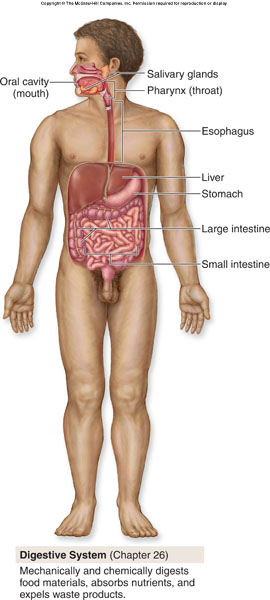 Copyright © The McGraw-Hill Companies, Inc. Permission required for reproduction or display
Oral cavity
(mouth)
Salivary glands
Pharynx (throat)
Esophagus
Liver
Stomach
Large intestine
Small intestine
Digestive System (Chapter 26)
Mechanically and chemically digests
food materials, absorbs nutrients, and
expels waste products.